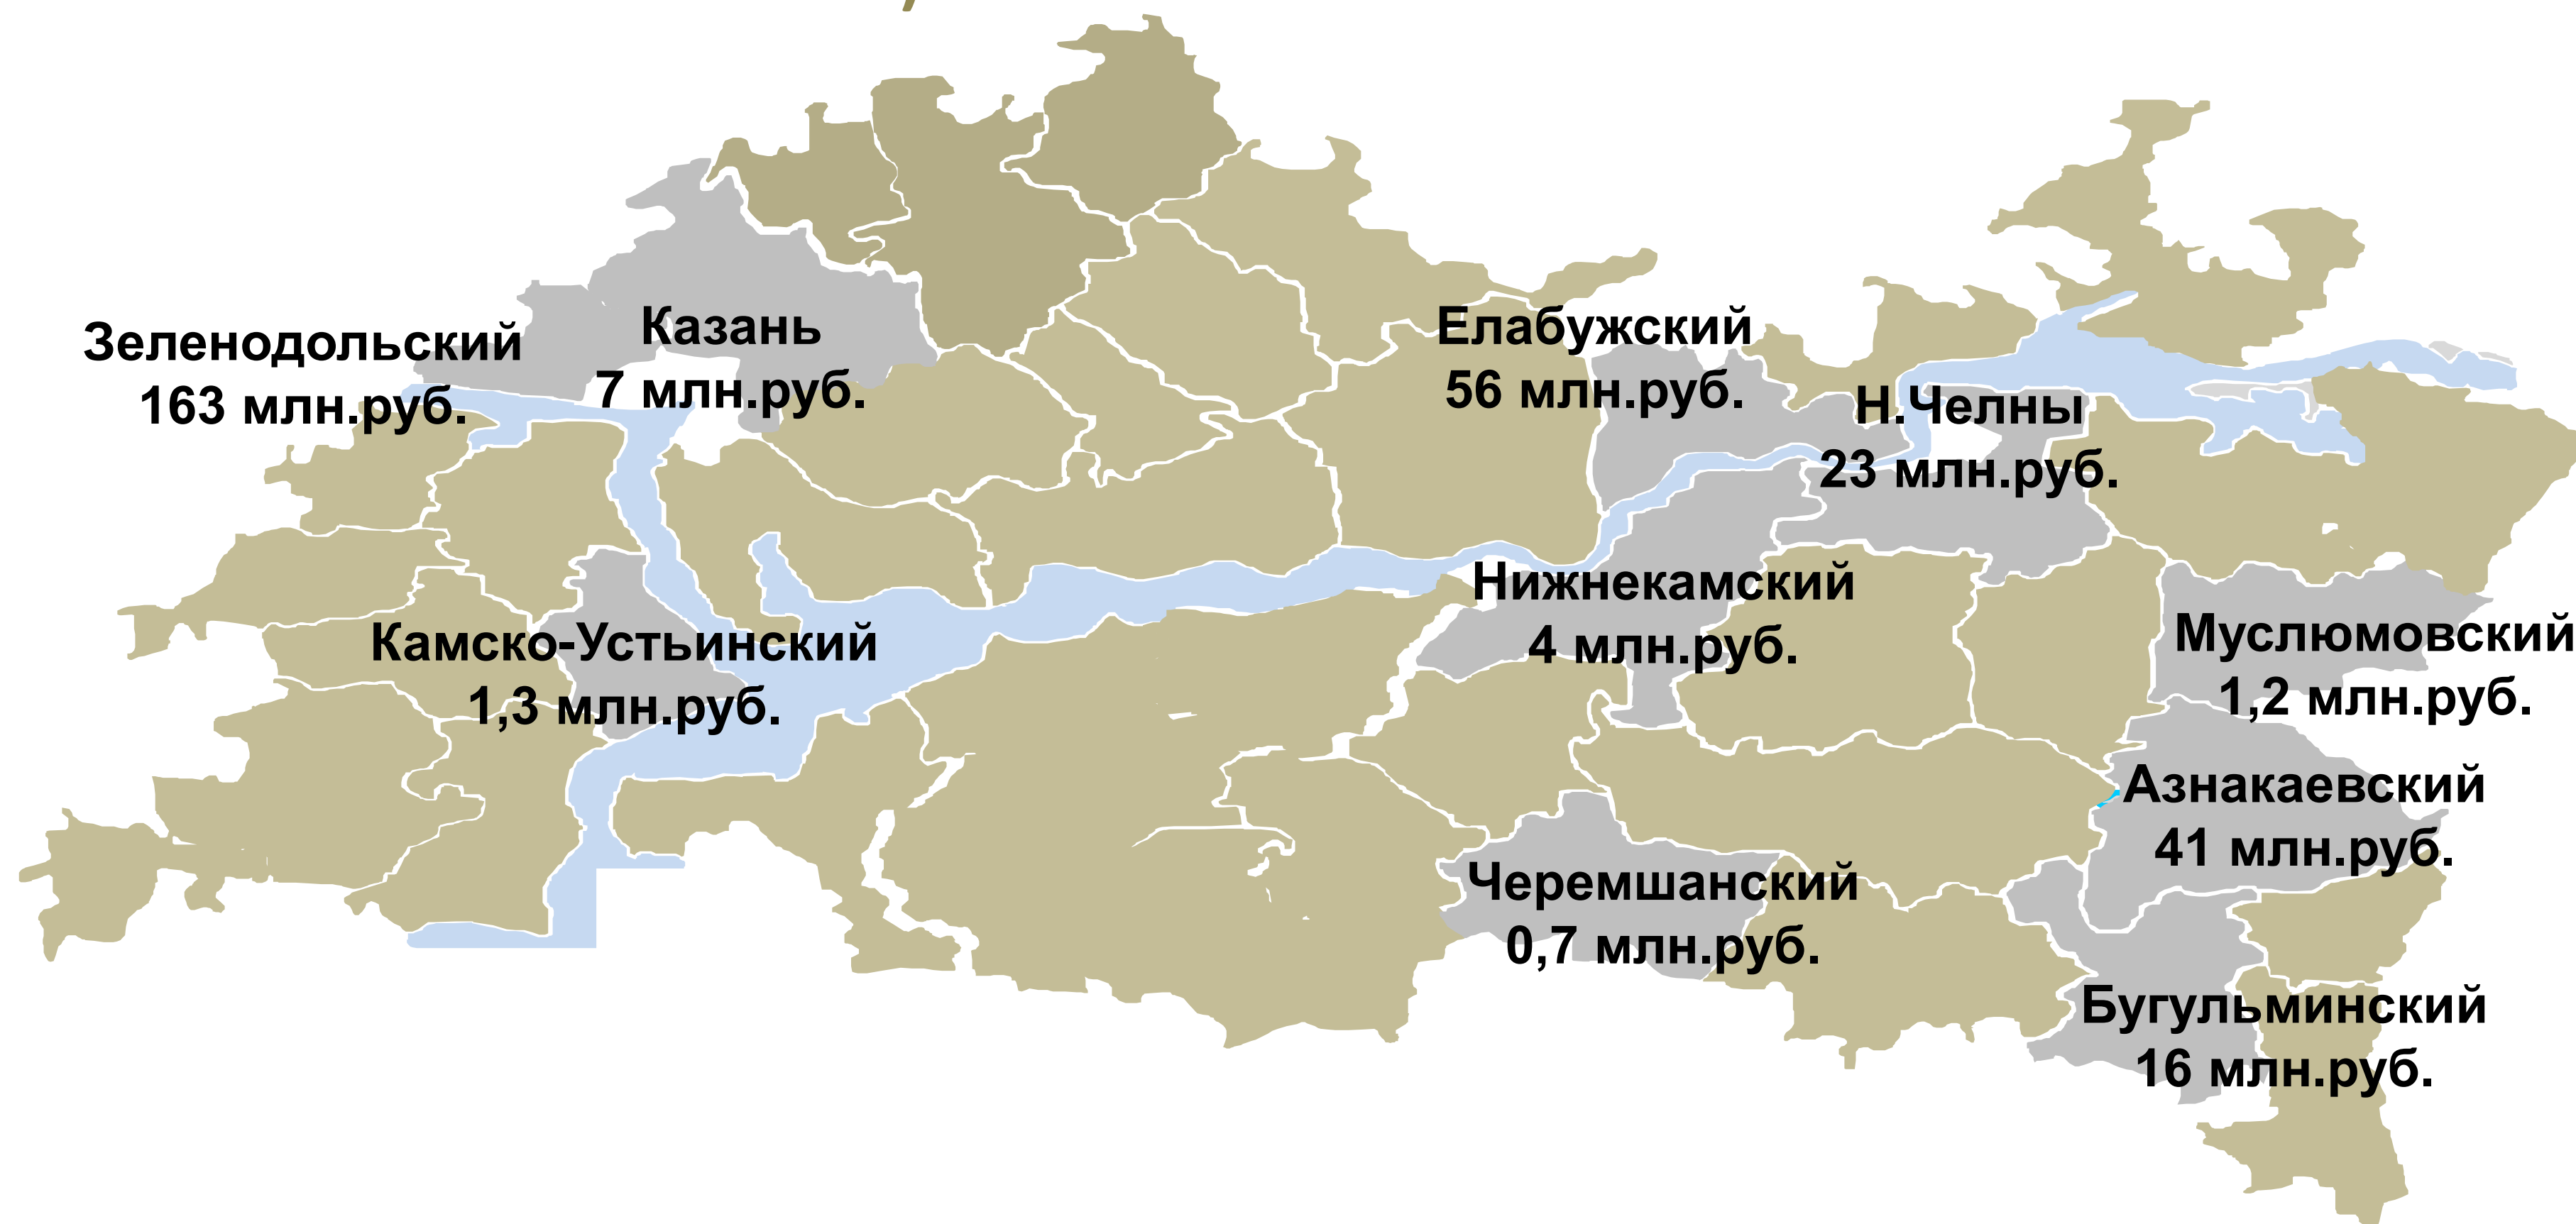 Зеленодольский
163 млн.руб.
Казань
7 млн.руб.
Елабужский
56 млн.руб.
Н.Челны
23 млн.руб.
Нижнекамский
4 млн.руб.
Камско-Устьинский
1,3 млн.руб.
Муслюмовский
1,2 млн.руб.
Азнакаевский
41 млн.руб.
Черемшанский
0,7 млн.руб.
Бугульминский
16 млн.руб.